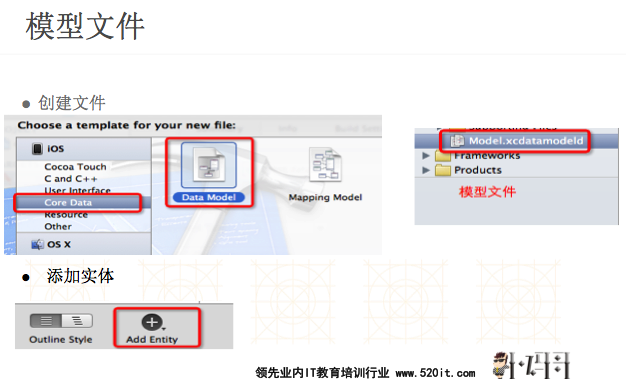 模型文件
● 创建文件
Choose a template for your new file:
iOS
Cocoa Touch
C and C++
User Interface
Core Data
Resource
Other
OS X
Data Model
Mapping Model
Model.xcdatamodeld
Frameworks
Products
模型文件
● 添加实体
Outline Style
Add Entity
领先业内IT教育培训行业 www.520it.com
小码哥